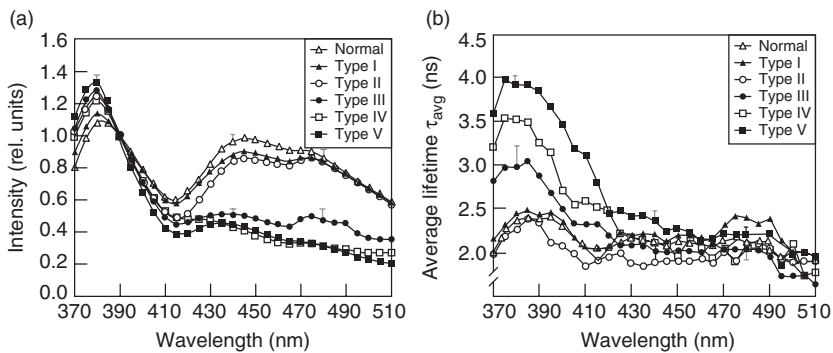 (a)
Intensity (rel. units)
1.6
1.4
1.2
1.0
0.8
0.6
0.4
0.2
0.0
Normal
Type I
Type II
Type III
Type IV
Type V
370 390 410 430 450 470 490 510
Wavelength (nm)
(b)
Average lifetime τavg (ns)
4.5
4.0
3.5
3.0
2.5
2.0
Normal
Type I
Type II
Type III
Type IV
Type V
370 390 410 430 450 470 490 510
Wavelength (nm)